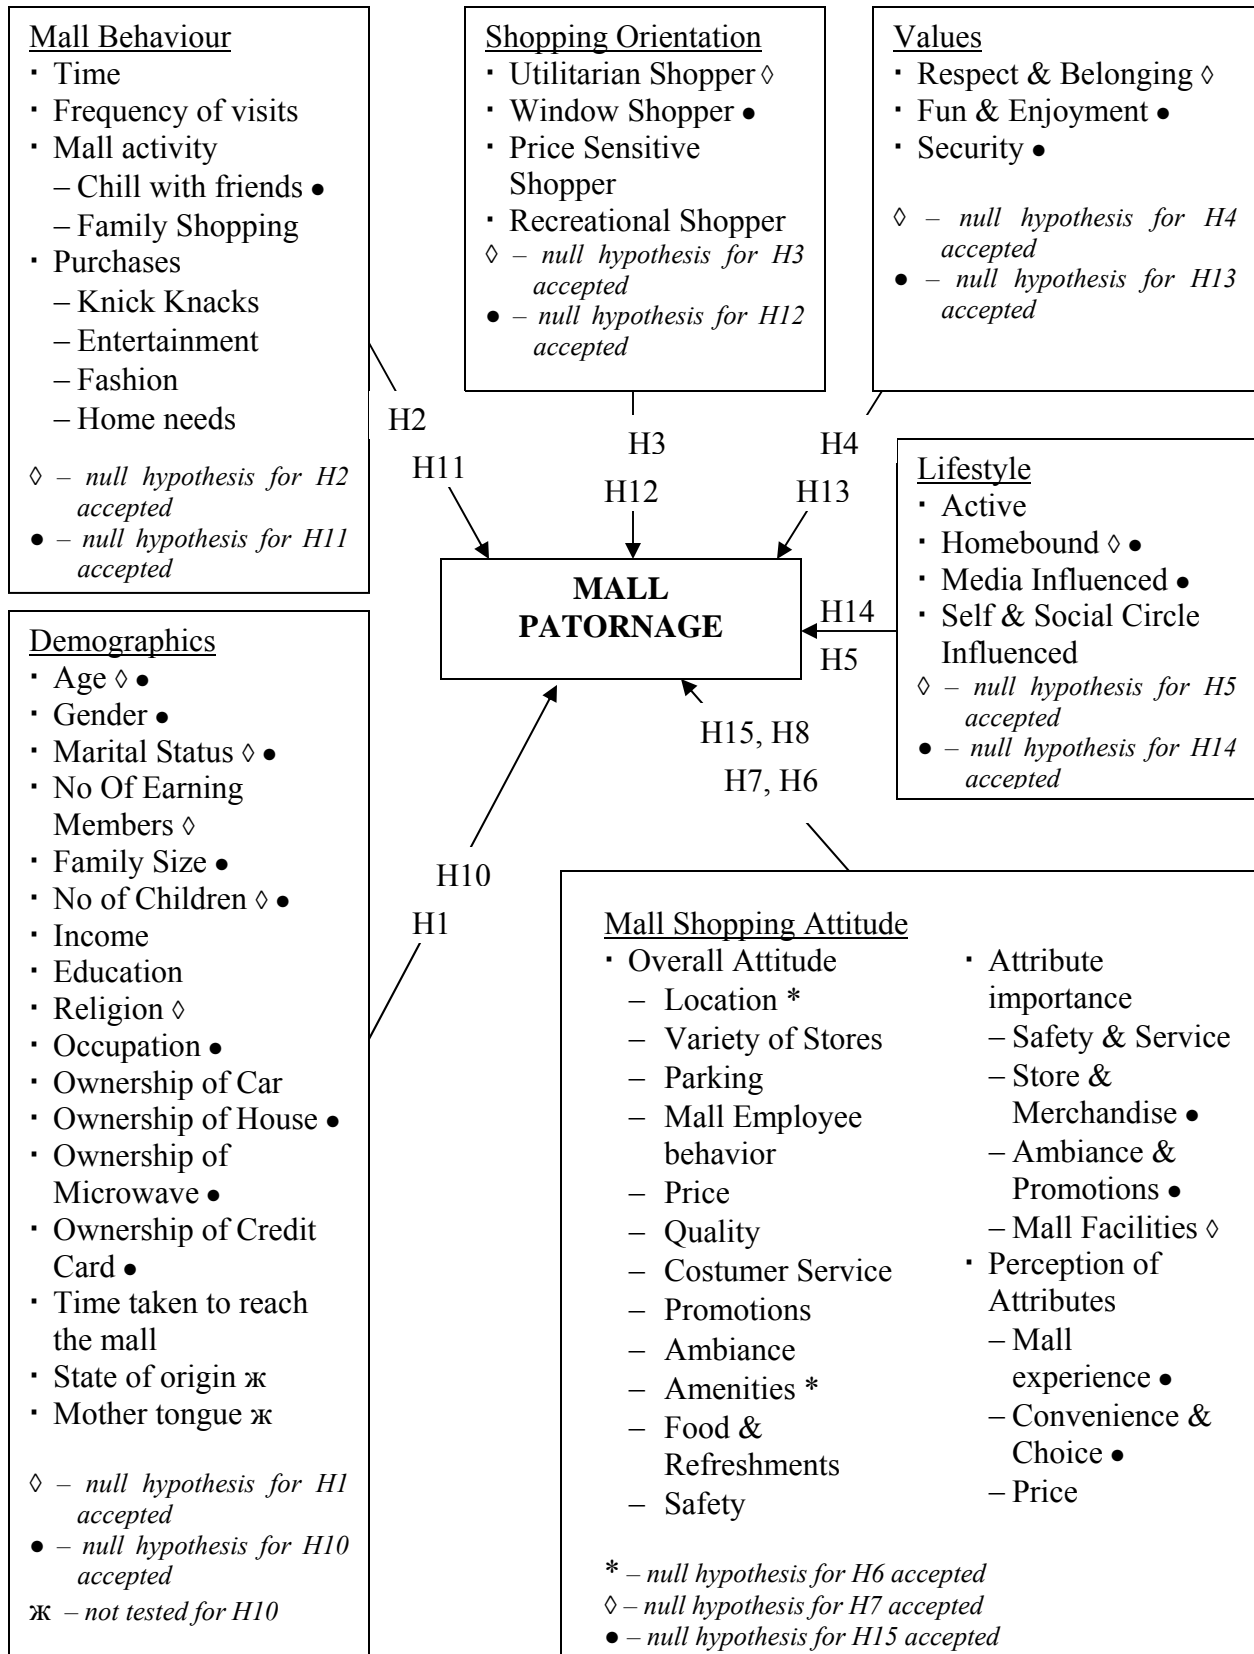 Mall Behaviour
▪ Time
▪ Frequency of visits
▪ Mall activity
– Chill with friends ●
– Family Shopping
▪ Purchases
– Knick Knacks
– Entertainment
– Fashion
– Home needs
◊ – null hypothesis for H2
accepted
● – null hypothesis for H11
accepted
Shopping Orientation
▪ Utilitarian Shopper ◊
▪ Window Shopper ●
▪ Price Sensitive
Shopper
▪ Recreational Shopper
◊ – null hypothesis for H3
accepted
● – null hypothesis for H12
accepted
Values
▪ Respect & Belonging ◊
▪ Fun & Enjoyment ●
▪ Security ●
◊ – null hypothesis for H4
accepted
● – null hypothesis for H13
accepted
H2
H11
H3
H12
H4
H13
Lifestyle
▪ Active
▪ Homebound ◊ ●
▪ Media Influenced ●
▪ Self & Social Circle
Influenced
◊ – null hypothesis for H5
accepted
● – null hypothesis for H14
accepted
MALL
PATORNAGE
H14
H5
H15, H8
H7, H6
H10
H1
Demographics
▪ Age ◊ ●
▪ Gender ●
▪ Marital Status ◊ ●
▪ No Of Earning
Members ◊
▪ Family Size ●
▪ No of Children ◊ ●
▪ Income
▪ Education
▪ Religion ◊
▪ Occupation ●
▪ Ownership of Car
▪ Ownership of House ●
▪ Ownership of
Microwave ●
▪ Ownership of Credit
Card ●
▪ Time taken to reach
the mall
▪ State of origin ж
▪ Mother tongue ж
◊ – null hypothesis for H1
accepted
● – null hypothesis for H10
accepted
ж – not tested for H10
Mall Shopping Attitude
▪ Overall Attitude
– Location *
– Variety of Stores
– Parking
– Mall Employee
behavior
– Price
– Quality
– Costumer Service
– Promotions
– Ambiance
– Amenities *
– Food &
Refreshments
– Safety
▪ Attribute
importance
– Safety & Service
– Store &
Merchandise ●
– Ambiance &
Promotions ●
– Mall Facilities ◊
▪ Perception of
Attributes
– Mall
experience ●
– Convenience &
Choice ●
– Price
* – null hypothesis for H6 accepted
◊ – null hypothesis for H7 accepted
● – null hypothesis for H15 accepted